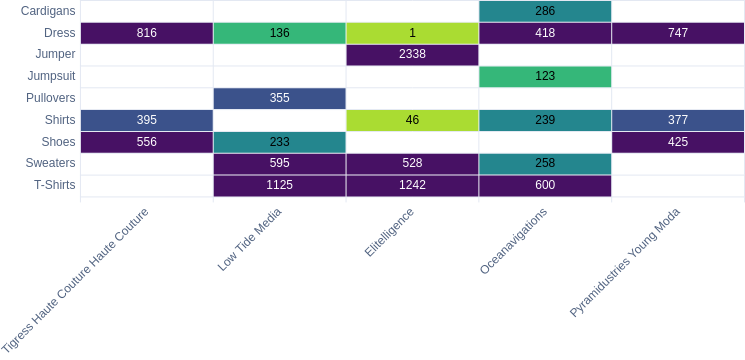 Cardigans 286
Dress 816 136 1 418 747
Jumper 2338
Jumpsuit 123
Pullovers 355
Shirts 395 46 239 377
Shoes 556 233 425
Sweaters 595 528 258
T-Shirts 1125 1242 600
Tigress Haute Couture Haute Couture
Low Tide Media
Elitelligence
Oceanavigations
Pyramidustries Young Moda